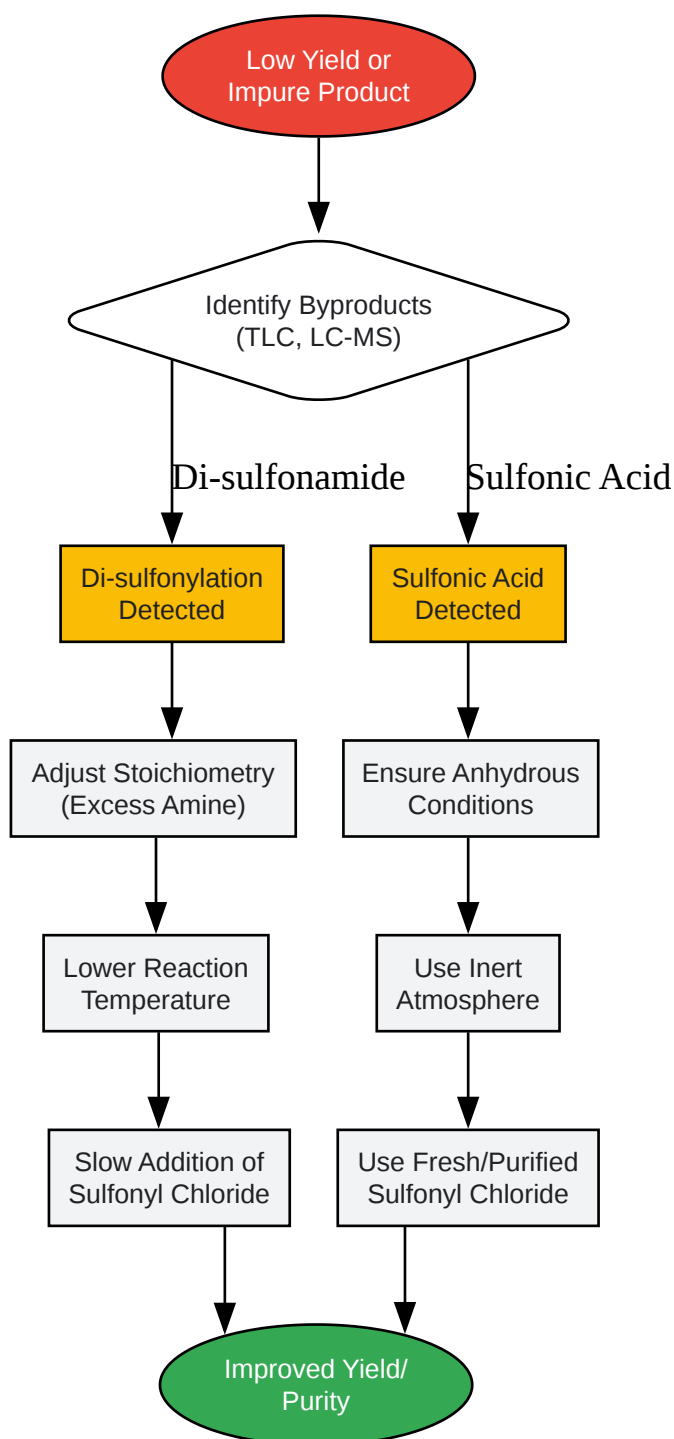 Low Yield or
Impure Product
Identify Byproducts
(TLC, LC-MS)
Di-sulfonamide
Sulfonic Acid
Di-sulfonylation
Detected
Sulfonic Acid
Detected
Adjust Stoichiometry
(Excess Amine)
Ensure Anhydrous
Conditions
Lower Reaction
Temperature
Use Inert
Atmosphere
Slow Addition of
Sulfonyl Chloride
Use Fresh/Purified
Sulfonyl Chloride
Improved Yield/
Purity